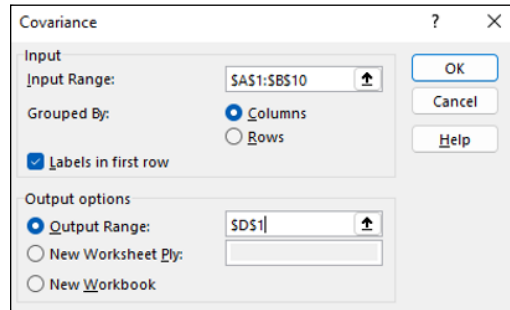 Covariance ? ×
Input
Input Range: $A$1:$B$10
OK
Grouped By: Columns
Cancel
Rows
Help
Labels in first row
Output options
Output Range: $D$1
New Worksheet Ply:
New Workbook